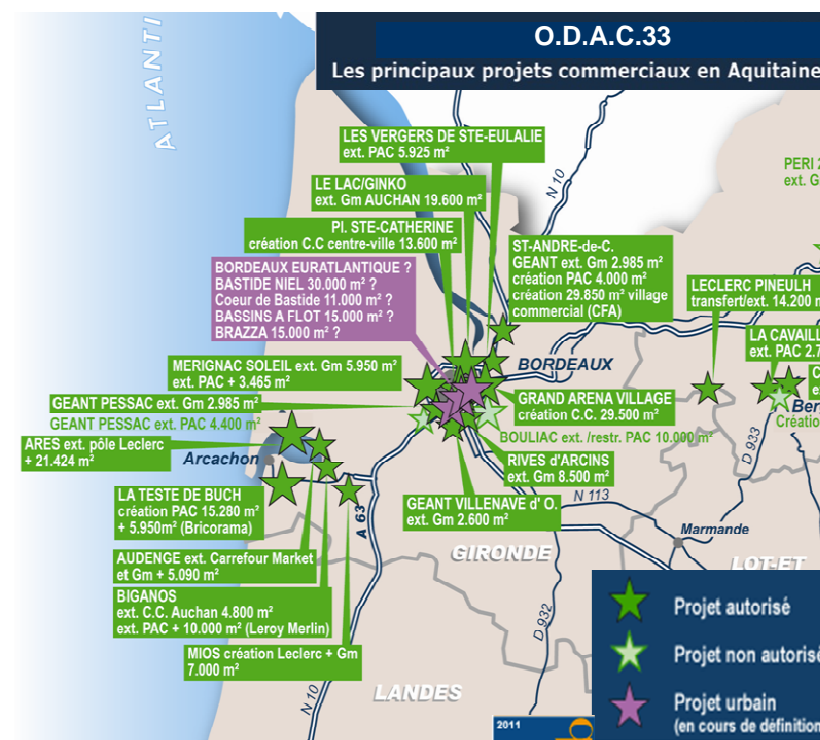 O.D.A.C.33
Les principaux projets commerciaux en Aquitaine
ATLANTI
LES VERGERS DE STE-EULALIE
ext. PAC 5.925 m²
N 10
PERI 2
ext. G
LE LAC/GINKO
ext. Gm AUCHAN 19.600 m²
Pl. STE-CATHERINE
création C.C centre-ville 13.600 m²
ST-ANDRE-de-C.
GEANT ext. Gm 2.985 m²
création PAC 4.000 m²
création 29.850 m² village
commercial (CFA)
BORDEAUX EURATLANTIQUE ?
BASTIDE NIEL 30.000 m² ?
Coeur de Bastide 11.000 m² ?
BASSINS A FLOT 15.000 m² ?
BRAZZA 15.000 m² ?
LECLERC PINEULH
transfert/ext. 14.200 m
LA CAVAILL
ext. PAC 2.7
MERIGNAC SOLEIL ext. Gm 5.950 m²
ext. PAC + 3.465 m²
BORDEAUX
C
e
GEANT PESSAC ext. Gm 2.985 m²
GEANT PESSAC ext. PAC 4.400 m²
GRAND ARENA VILLAGE
création C.C. 29.500 m²
Ber
Créatio
BOULIAC ext. /restr. PAC 10.000 m²
ARES ext. pôle Leclerc
+ 21.424 m²
Arcachon
RIVES d'ARCINS
ext. Gm 8.500 m²
D 933
LA TESTE DE BUCH
création PAC 15.280 m²
+ 5.950m² (Bricorama)
A 63
GEANT VILLENAVE d' O.
ext. Gm 2.600 m²
N 113
Marmande
AUDENGE ext. Carrefour Market
et Gm + 5.090 m²
GIRONDE
LOT-ET
BIGANOS
ext. C.C. Auchan 4.800 m²
ext. PAC + 10.000 m² (Leroy Merlin)
D 932
MIOS création Leclerc + Gm
7.000 m²
N 10
LANDES
Projet autorisé
Projet non autorisé
Projet urbain
(en cours de définition
2011